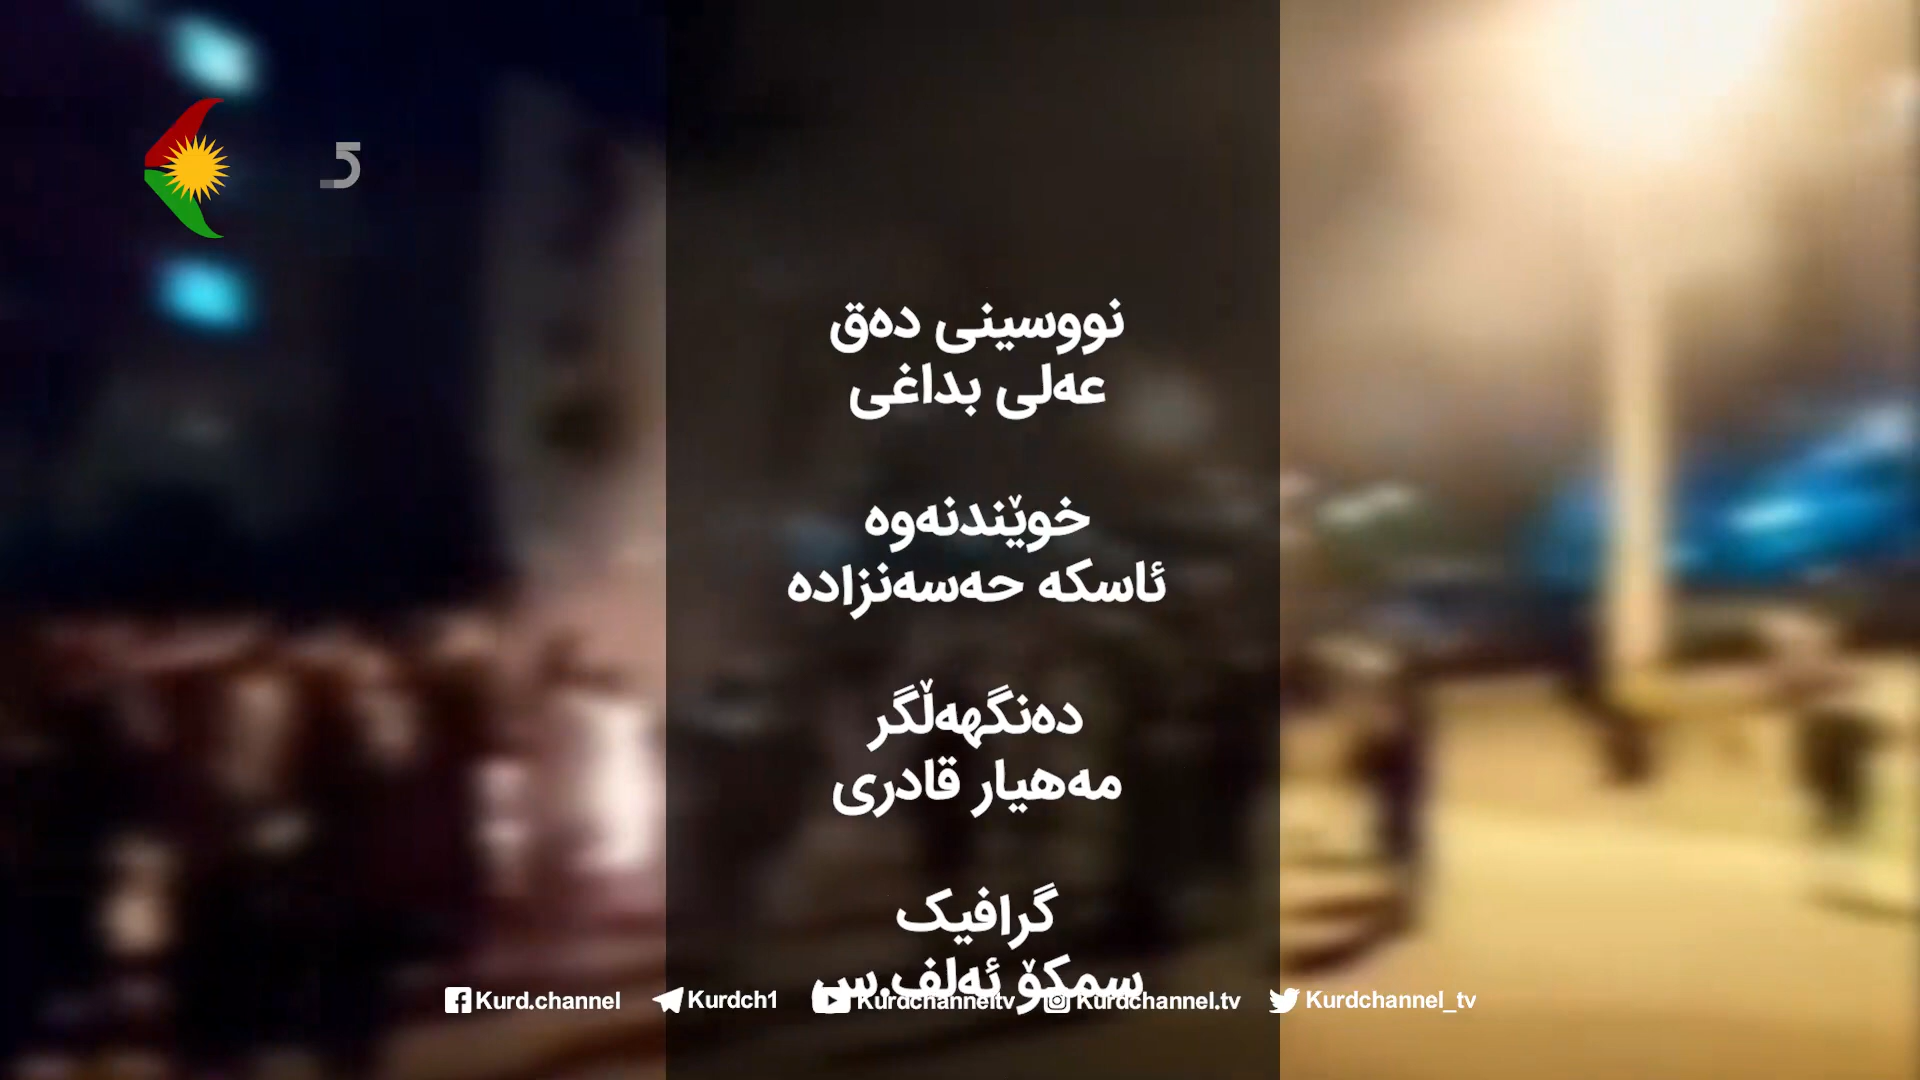 5
نووسینی دەق
عەلی بداغی
خوێندنەوە
ئاسکە حەسەنزادە
دەنگهەڵگر
مەهیار قادری
گرافیک
سمکۆ ئەلف.س
Kurd.channel
Kurdch1
Kurdchanneltv
Kurdchannel.tv
Kurdchannel_tv